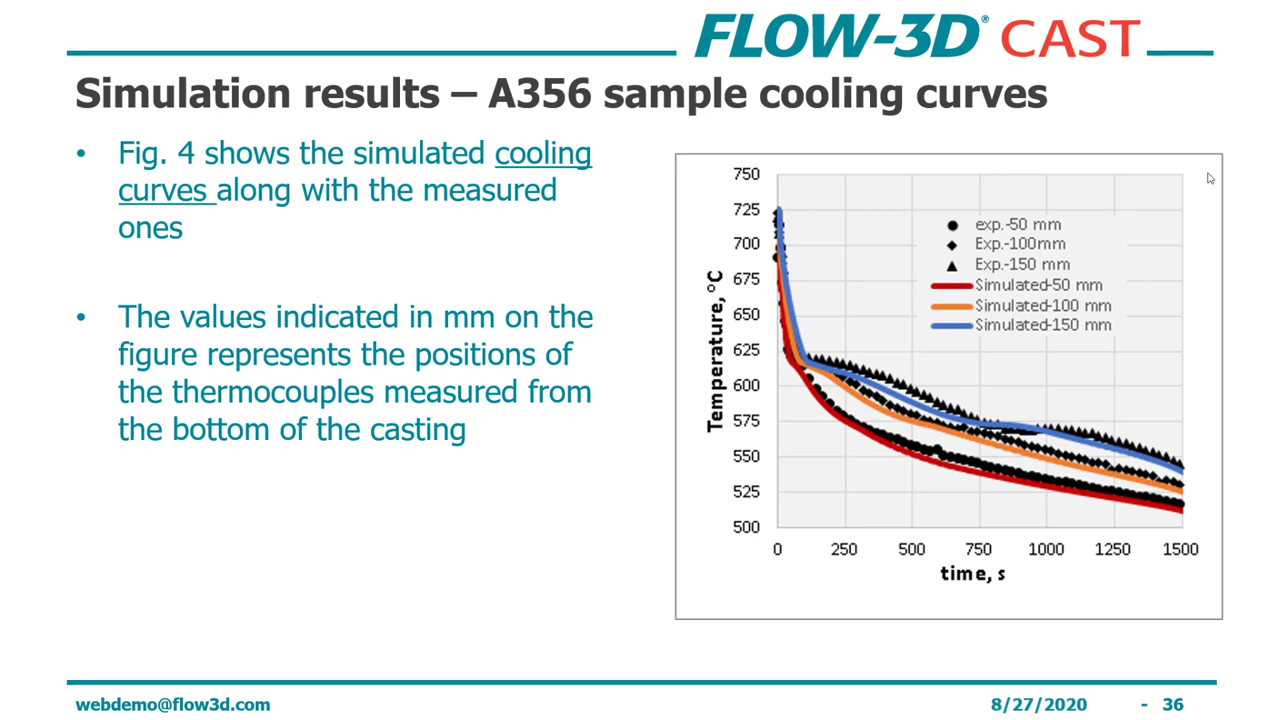 FLOW-3D® CAST
Simulation results – A356 sample cooling curves
• Fig. 4 shows the simulated cooling
curves along with the measured
ones
• The values indicated in mm on the
figure represents the positions of
the thermocouples measured from
the bottom of the casting
750
725
700
675
650
625
600
575
550
525
500
Temperature, °C
exp.-50 mm
Exp.-100mm
Exp.-150 mm
Simulated-50 mm
Simulated-100 mm
Simulated-150 mm
0 250 500 750 1000 1250 1500
time, s
webdemo@flow3d.com 8/27/2020 - 36